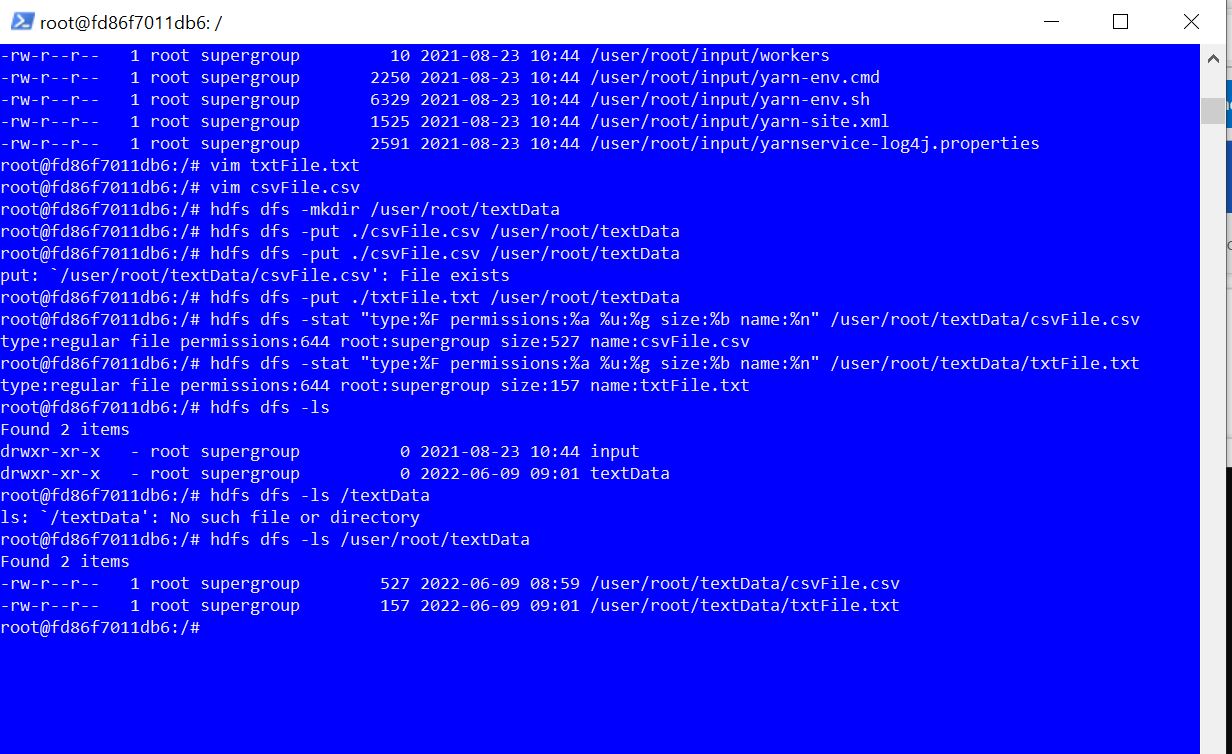 root@fd86f7011db6: /
-rw-r--r--   1 root supergroup         10 2021-08-23 10:44 /user/root/input/workers
-rw-r--r--   1 root supergroup       2250 2021-08-23 10:44 /user/root/input/yarn-env.cmd
-rw-r--r--   1 root supergroup       6329 2021-08-23 10:44 /user/root/input/yarn-env.sh
-rw-r--r--   1 root supergroup       1525 2021-08-23 10:44 /user/root/input/yarn-site.xml
-rw-r--r--   1 root supergroup       2591 2021-08-23 10:44 /user/root/input/yarnservice-log4j.properties
root@fd86f7011db6:/# vim txtFile.txt
root@fd86f7011db6:/# vim csvFile.csv
root@fd86f7011db6:/# hdfs dfs -mkdir /user/root/textData
root@fd86f7011db6:/# hdfs dfs -put ./csvFile.csv /user/root/textData
root@fd86f7011db6:/# hdfs dfs -put ./csvFile.csv /user/root/textData
put: `/user/root/textData/csvFile.csv': File exists
root@fd86f7011db6:/# hdfs dfs -put ./txtFile.txt /user/root/textData
root@fd86f7011db6:/# hdfs dfs -stat "type:%F permissions:%a %u:%g size:%b name:%n" /user/root/textData/csvFile.csv
type:regular file permissions:644 root:supergroup size:527 name:csvFile.csv
root@fd86f7011db6:/# hdfs dfs -stat "type:%F permissions:%a %u:%g size:%b name:%n" /user/root/textData/txtFile.txt
type:regular file permissions:644 root:supergroup size:157 name:txtFile.txt
root@fd86f7011db6:/# hdfs dfs -ls
Found 2 items
drwxr-xr-x   - root supergroup          0 2021-08-23 10:44 input
drwxr-xr-x   - root supergroup          0 2022-06-09 09:01 textData
root@fd86f7011db6:/# hdfs dfs -ls /textData
ls: `/textData': No such file or directory
root@fd86f7011db6:/# hdfs dfs -ls /user/root/textData
Found 2 items
-rw-r--r--   1 root supergroup        527 2022-06-09 08:59 /user/root/textData/csvFile.csv
-rw-r--r--   1 root supergroup        157 2022-06-09 09:01 /user/root/textData/txtFile.txt
root@fd86f7011db6:/#